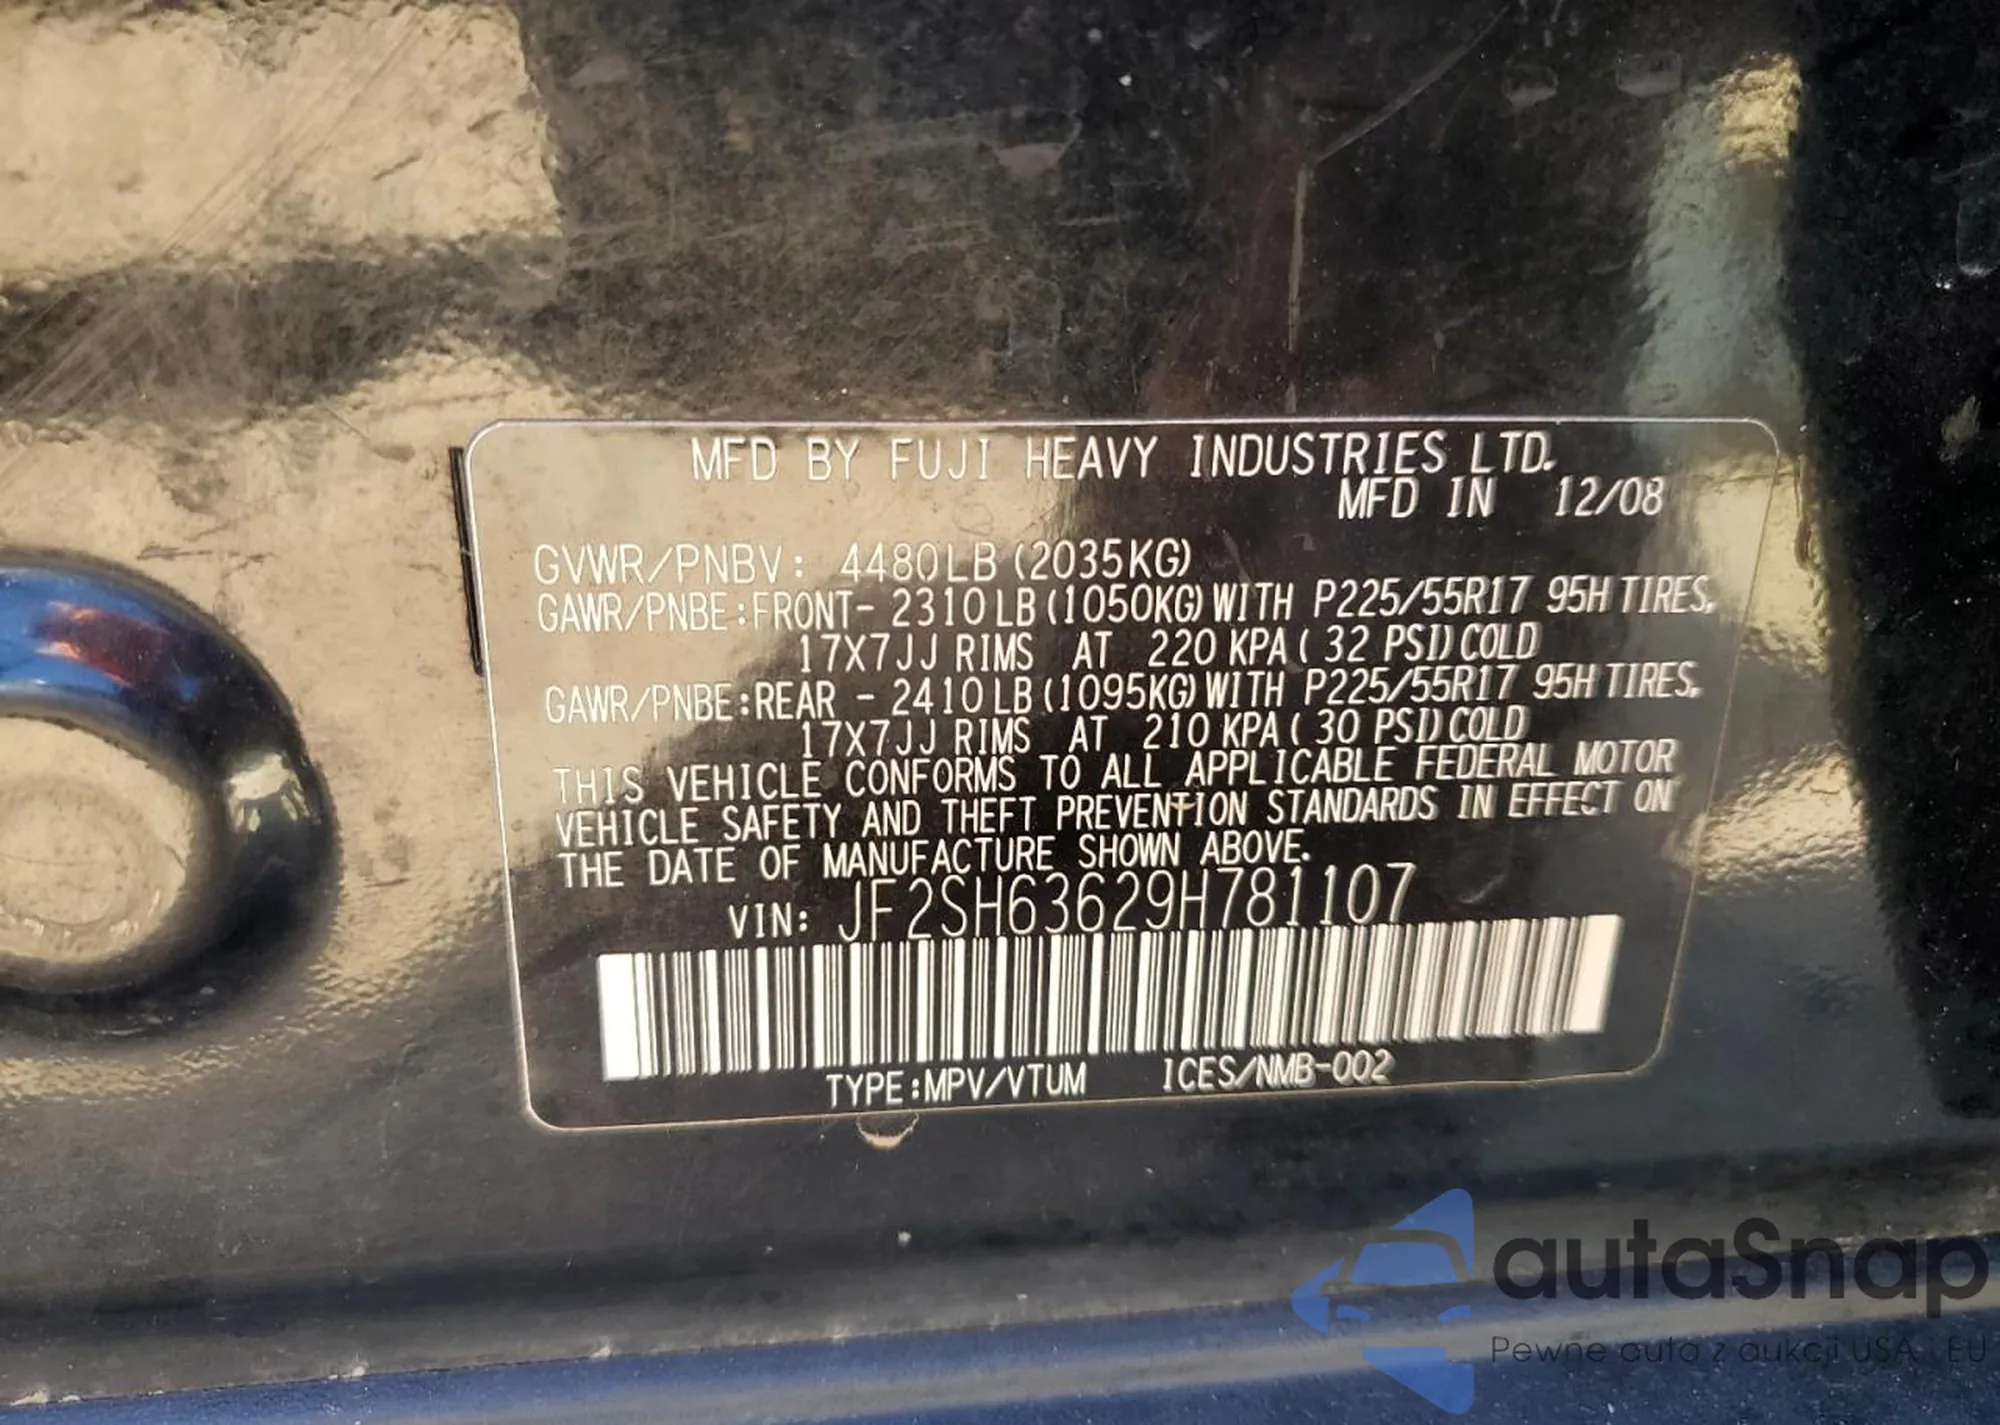 MFD BY FUJI HEAVY INDUSTRIES LTD.
MFD IN 12/08
GVWR/PNBV: 4480LB (2035KG)
GAWR/PNBE:FRONT- 2310LB(1050KG)WITH P225/55R17 95H TIRES,
17X7JJ RIMS AT 220 KPA( 32 PSI)COLD
GAWR/PNBE:REAR - 2410LB(1095KG)WITH P225/55R17 95H TIRES,
17X7JJ RIMS AT 210 KPA( 30 PSI)COLD
THIS VEHICLE CONFORMS TO ALL APPLICABLE FEDERAL MOTOR
VEHICLE SAFETY AND THEFT PREVENTION STANDARDS IN EFFECT ON
THE DATE OF MANUFACTURE SHOWN ABOVE.
VIN: JF2SH63629H781107
TYPE:MPV/VTUM ICES/NMB-002
autaSnap
Pewne auta z aukcji USA i EU